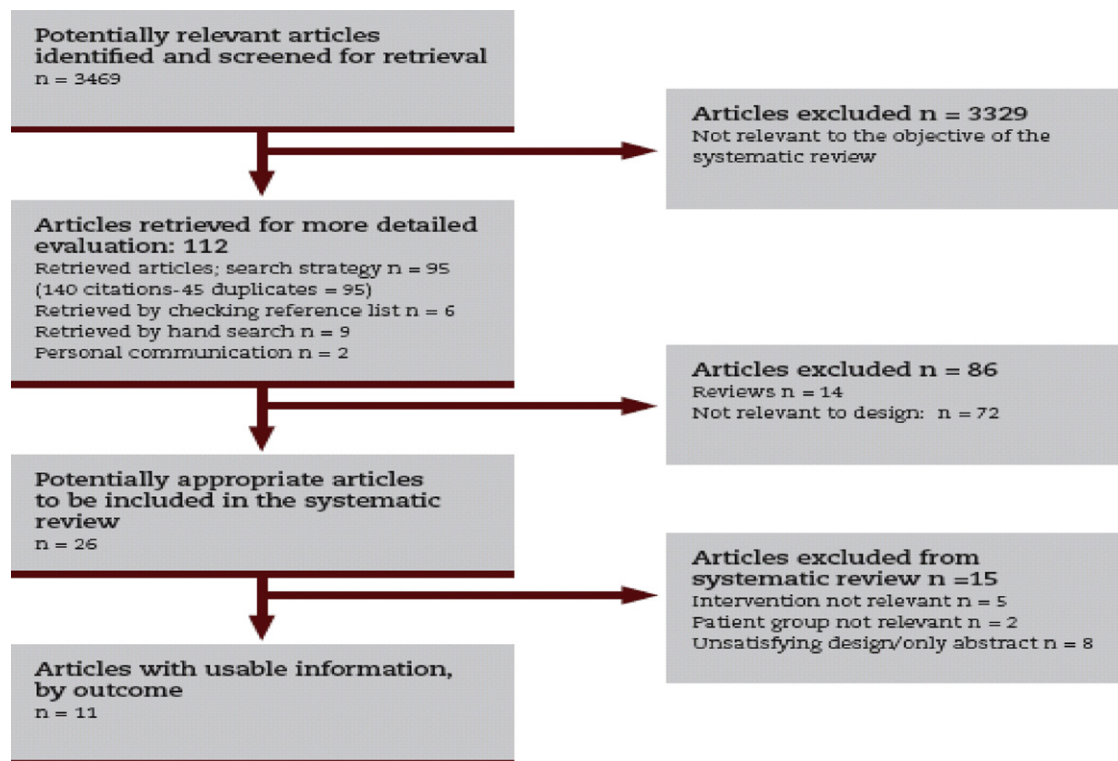 Potentially relevant articles
identified and screened for retrieval
n = 3469
Articles excluded n = 3329
Not relevant to the objective of the
systematic review
Articles retrieved for more detailed
evaluation: 112
Retrieved articles; search strategy n = 95
(140 citations-45 duplicates = 95)
Retrieved by checking reference list n = 6
Retrieved by hand search n = 9
Personal communication n = 2
Articles excluded n = 86
Reviews n = 14
Not relevant to design:  n = 72
Potentially appropriate articles
to be included in the systematic
review
n = 26
Articles excluded from
systematic review n =15
Intervention not relevant n = 5
Patient group not relevant n = 2
Unsatisfying design/only abstract n = 8
Articles with usable information,
by outcome
n = 11